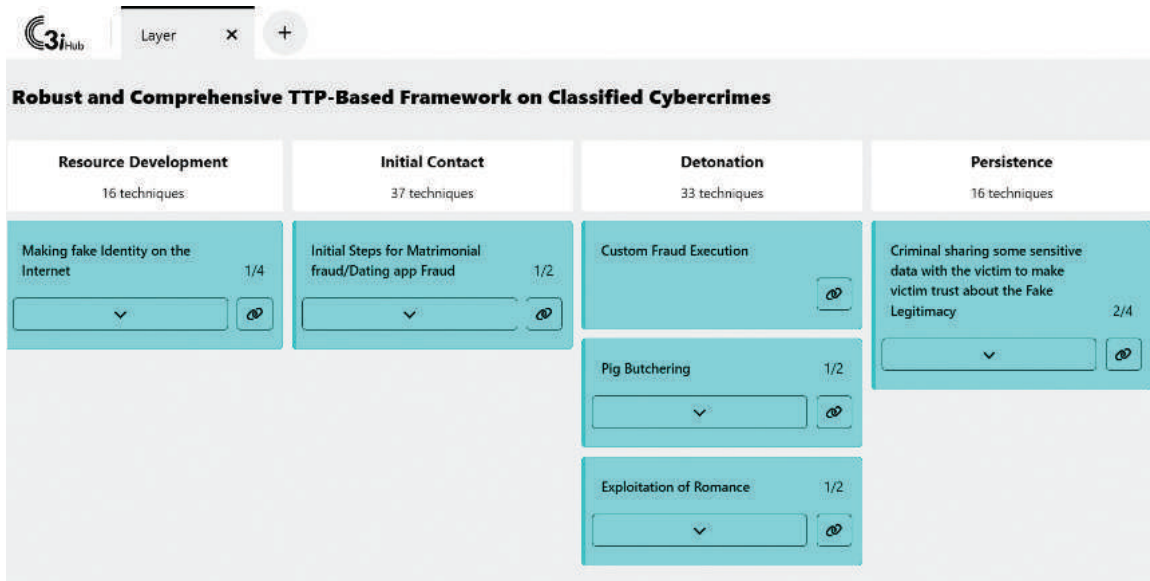 C3iHub
Layer
Robust and Comprehensive TTP-Based Framework on Classified Cybercrimes
Resource Development
16 techniques
Making fake Identity on the
Internet 1/4
Initial Contact
37 techniques
Initial Steps for Matrimonial
fraud/Dating app Fraud 1/2
Detonation
33 techniques
Custom Fraud Execution
Pig Butchering 1/2
Exploitation of Romance 1/2
Persistence
16 techniques
Criminal sharing some sensitive
data with the victim to make
victim trust about the Fake
Legitimacy 2/4